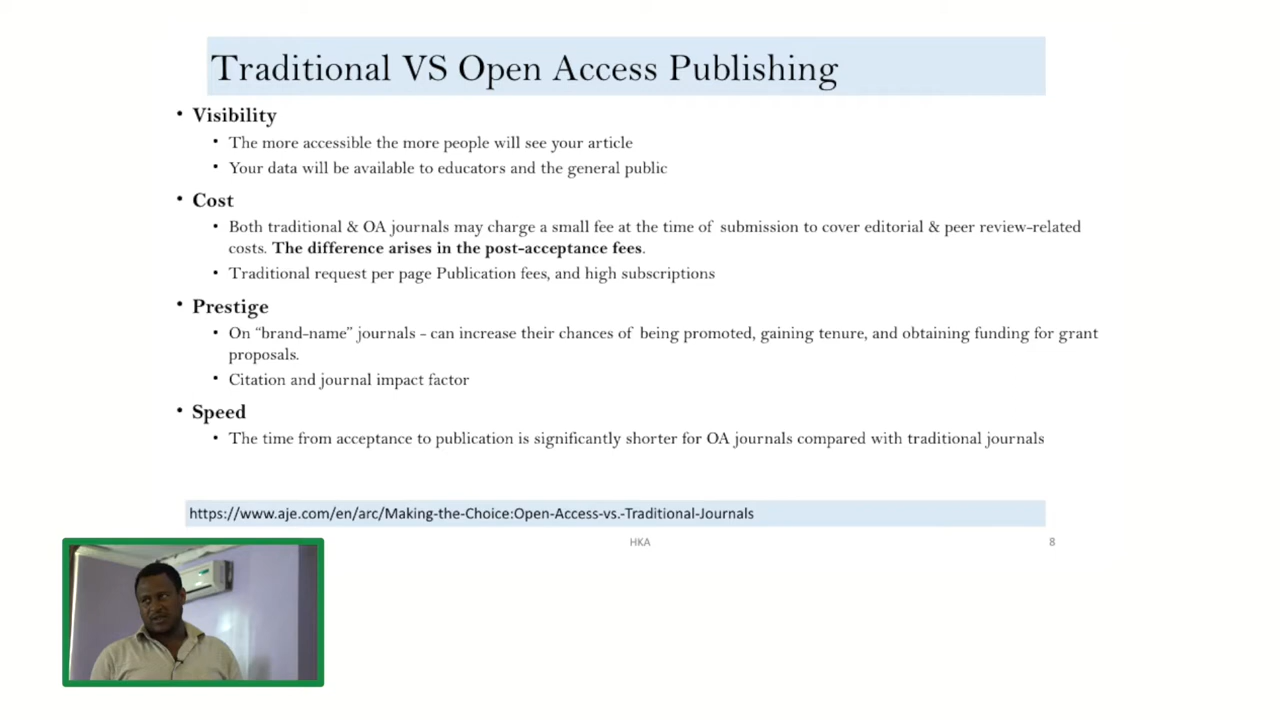 Traditional VS Open Access Publishing
• Visibility
• The more accessible the more people will see your article
• Your data will be available to educators and the general public
• Cost
• Both traditional & OA journals may charge a small fee at the time of submission to cover editorial & peer review-related
costs. The difference arises in the post-acceptance fees.
• Traditional request per page Publication fees, and high subscriptions
• Prestige
• On “brand-name” journals - can increase their chances of being promoted, gaining tenure, and obtaining funding for grant
proposals.
• Citation and journal impact factor
• Speed
• The time from acceptance to publication is significantly shorter for OA journals compared with traditional journals
https://www.aje.com/en/arc/Making-the-Choice:Open-Access-vs.-Traditional-Journals
HKA
8